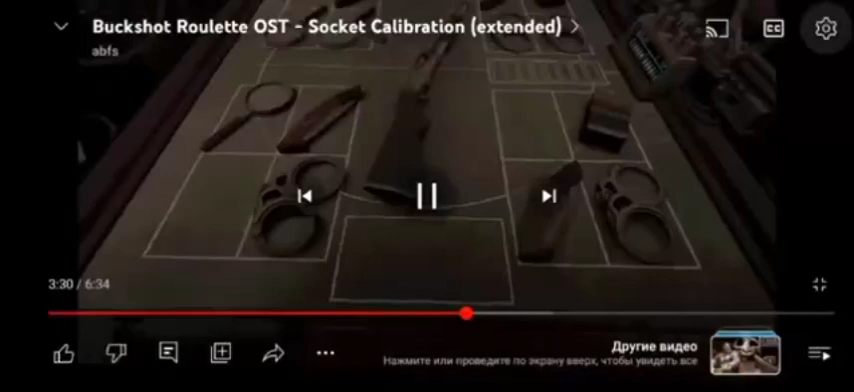 Buckshot Roulette OST - Socket Calibration (extended)
abfs
CC
3:30 / 6:34
Другие видео
Нажмите или проведите по экрану вверх, чтобы увидеть все